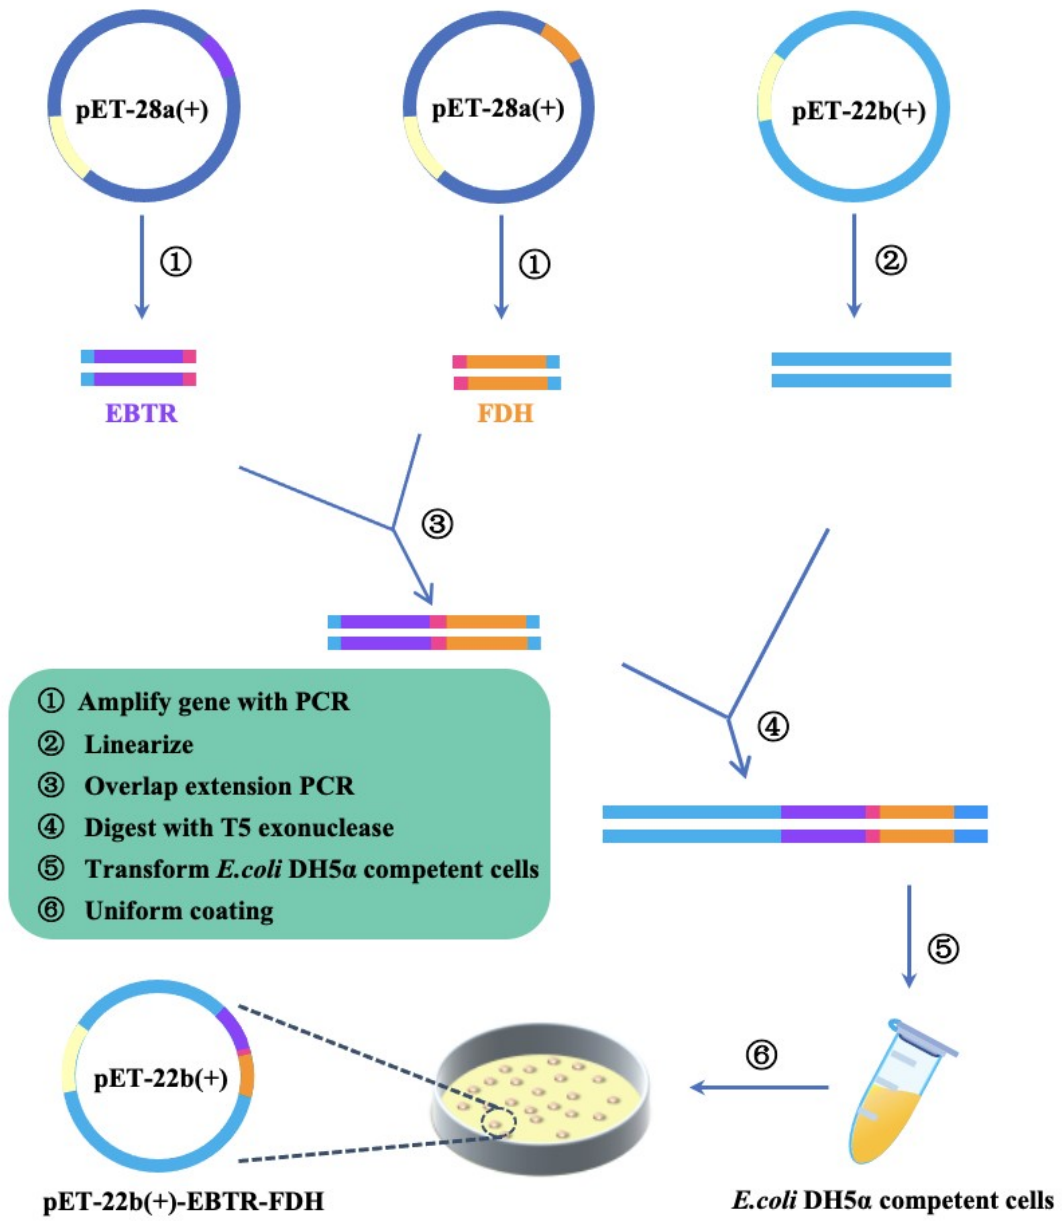 pET-28a(+)
pET-28a(+)
pET-22b(+)
①
①
②
EBTR
FDH
③
① Amplify gene with PCR
② Linearize
③ Overlap extension PCR
④ Digest with T5 exonuclease
⑤ Transform E.coli DH5α competent cells
⑥ Uniform coating
④
⑤
⑥
pET-22b(+)
pET-22b(+)-EBTR-FDH
E.coli DH5α competent cells